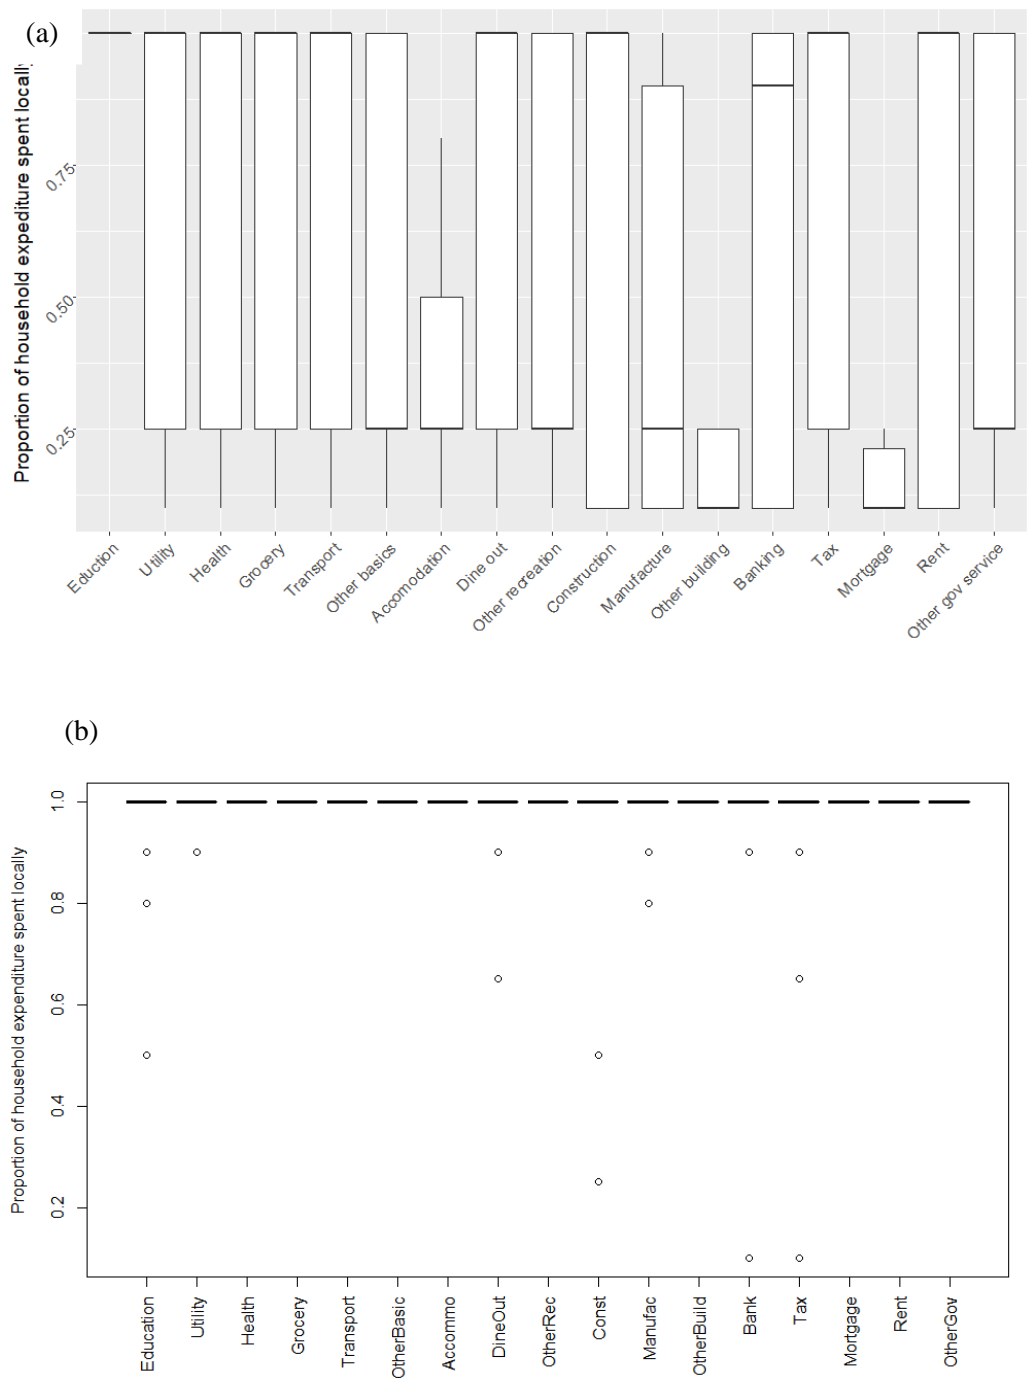 (a)
Proportion of household expediture spent locally
0.75
0.50
0.25
Eduction
Utility
Health
Grocery
Transport
Other basics
Accomodation
Dine out
Other recreation
Construction
Manufacture
Other building
Banking
Tax
Mortgage
Rent
Other gov service
(b)
Proportion of household expenditure spent locally
1.0
0.8
0.6
0.4
0.2
Education
Utility
Health
Grocery
Transport
OtherBasic
Accommo
DineOut
OtherRec
Const
Manufac
OtherBuild
Bank
Tax
Mortgage
Rent
OtherGov